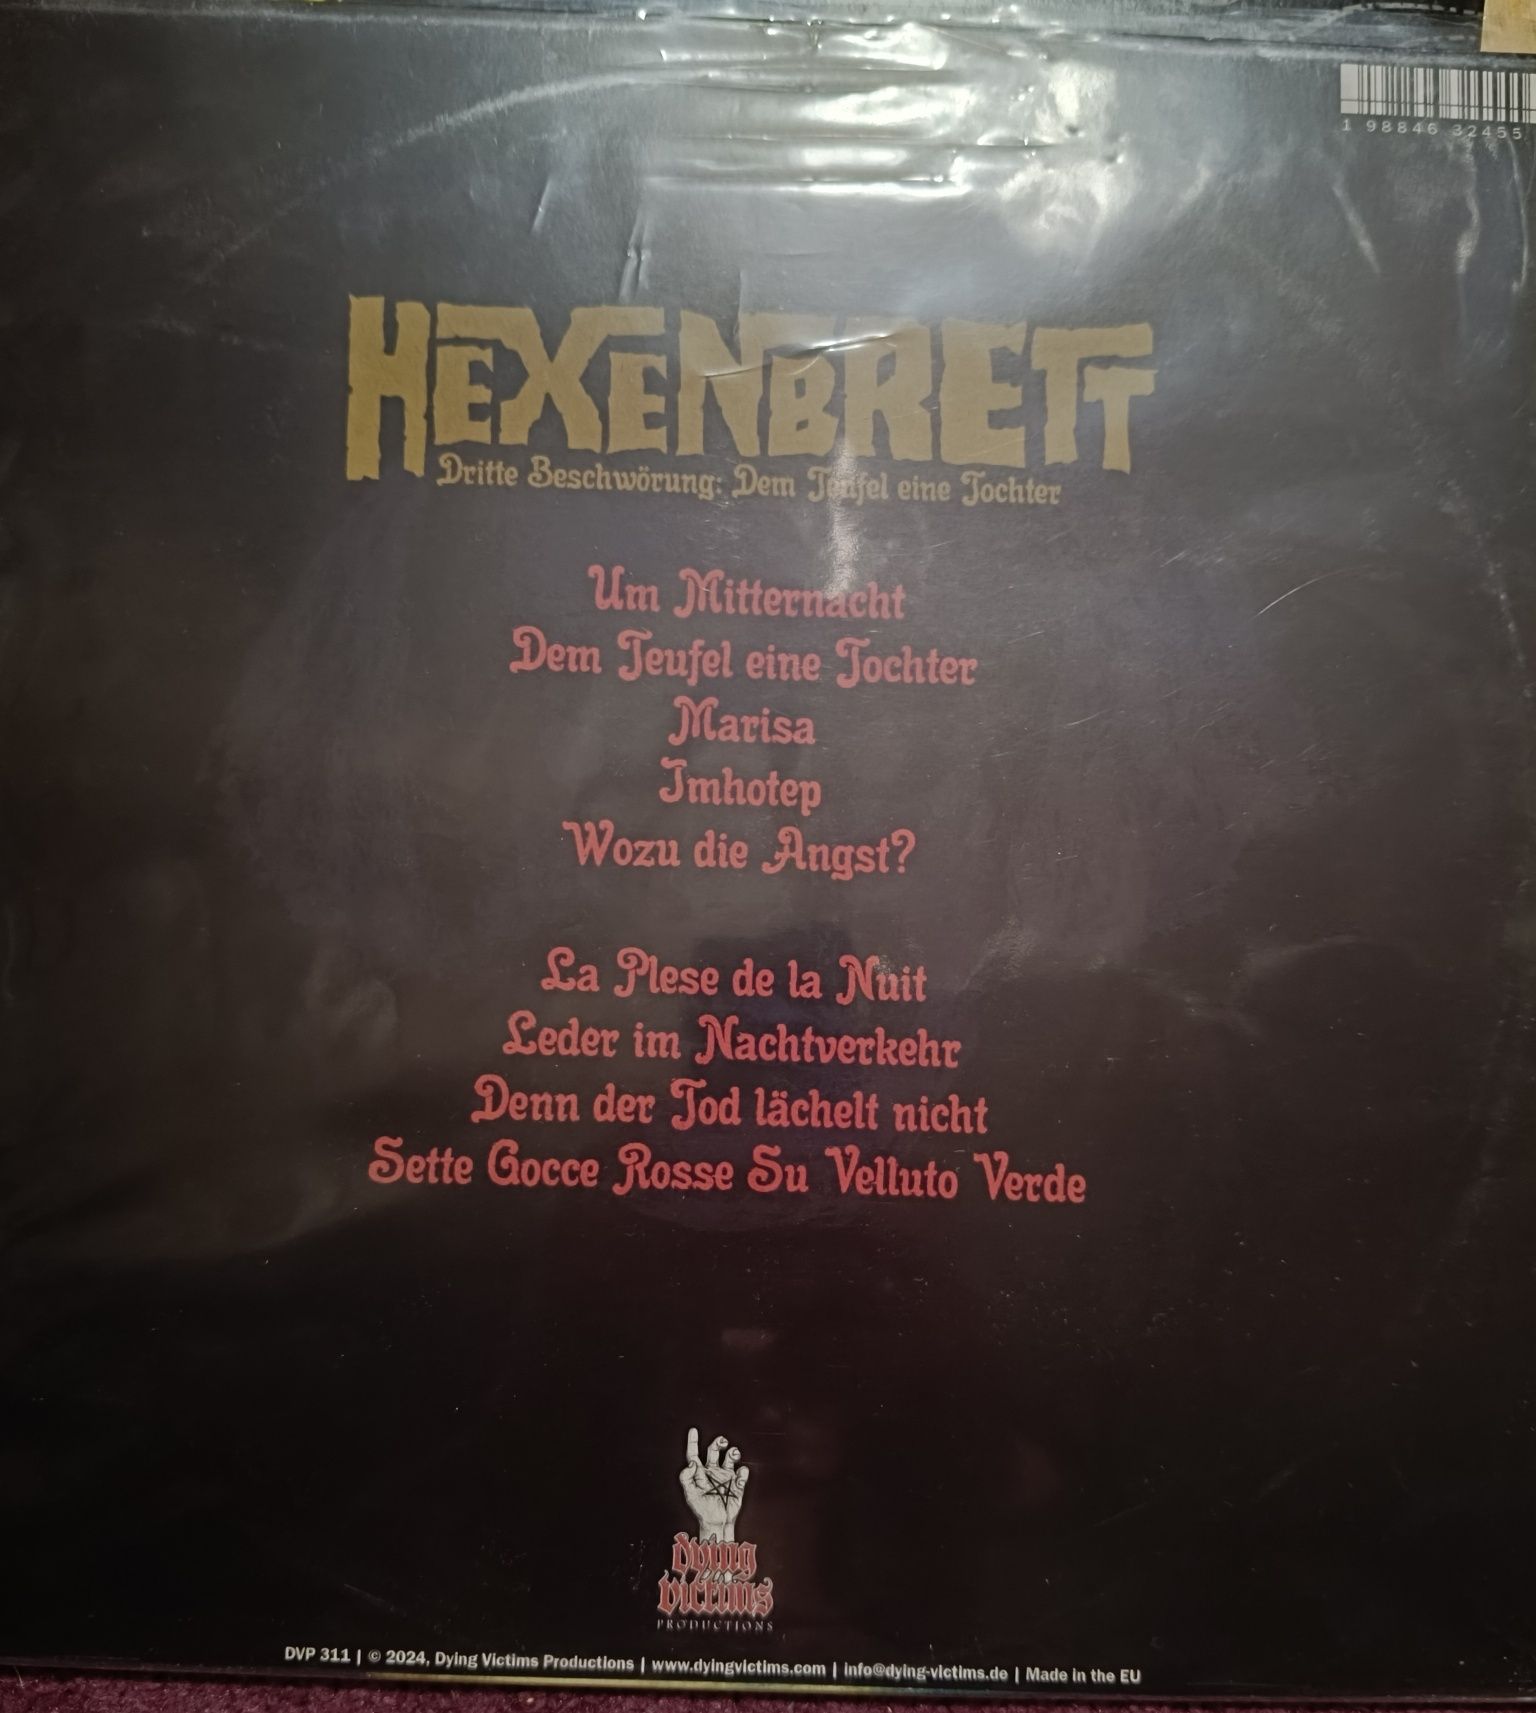 1 98846 32455
HEXENBRETT
Dritte Beschwörung: Dem Teufel eine Tochter
Um Mitternacht
Dem Teufel eine Tochter
Marisa
Imhotep
Wozu die Angst?
La Plese de la Nuit
Leder im Nachtverkehr
Denn der Tod lächelt nicht
Sette Gocce Rosse Su Velluto Verde
dying
victims
PRODUCTIONS
DVP 311 | © 2024, Dying Victims Productions | www.dyingvictims.com | info@dying-victims.de | Made in the EU